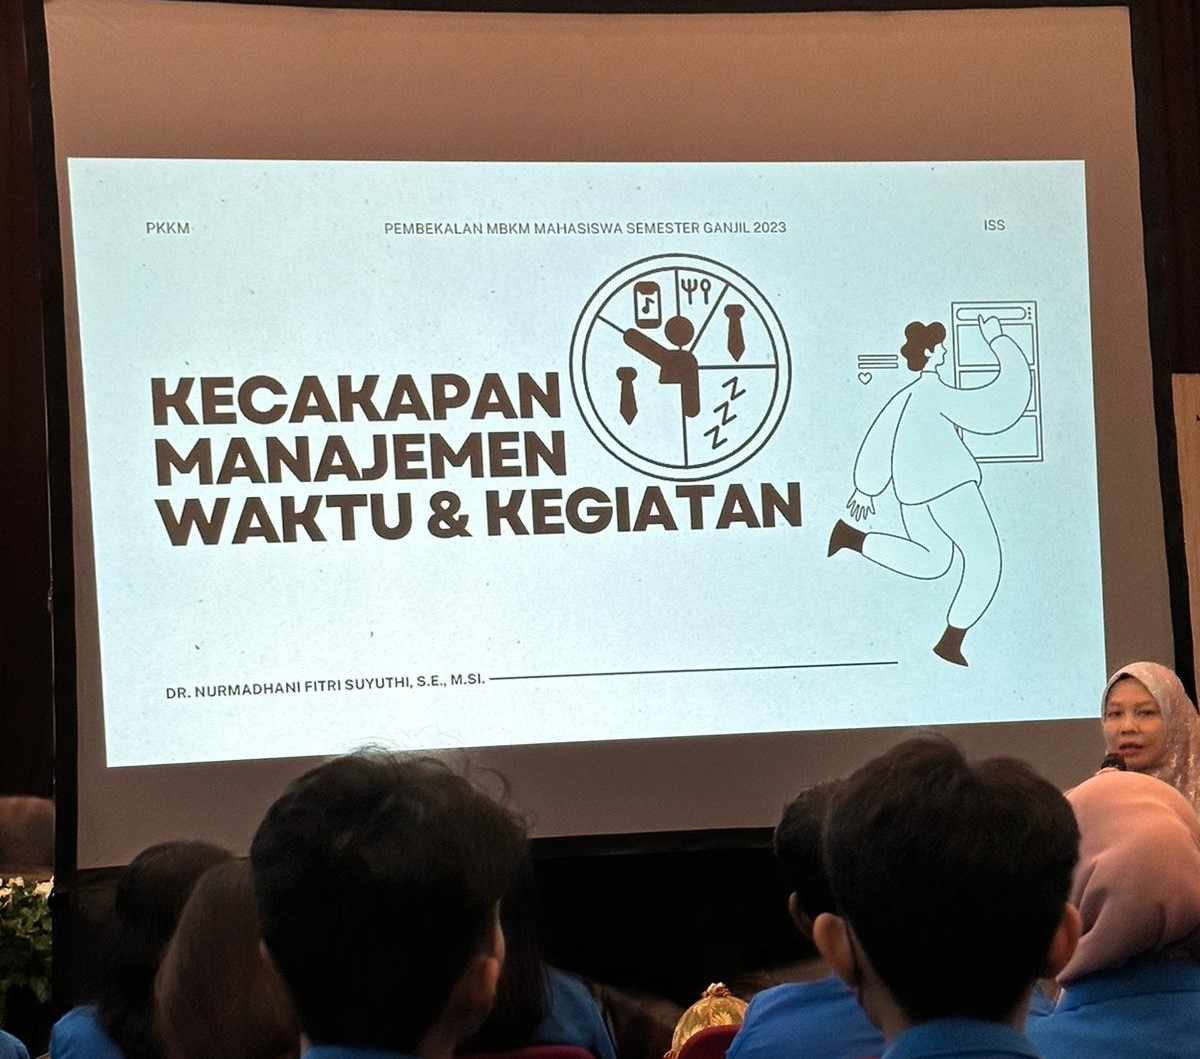 PKKM
PEMBEKALAN MBKM MAHASISWA SEMESTER GANJIL 2023
ISS
KECAKAPAN
MANAJEMEN
WAKTU & KEGIATAN
Z
Z
Z
DR. NURMADHANI FITRI SUYUTHI, S.E., M.SI.